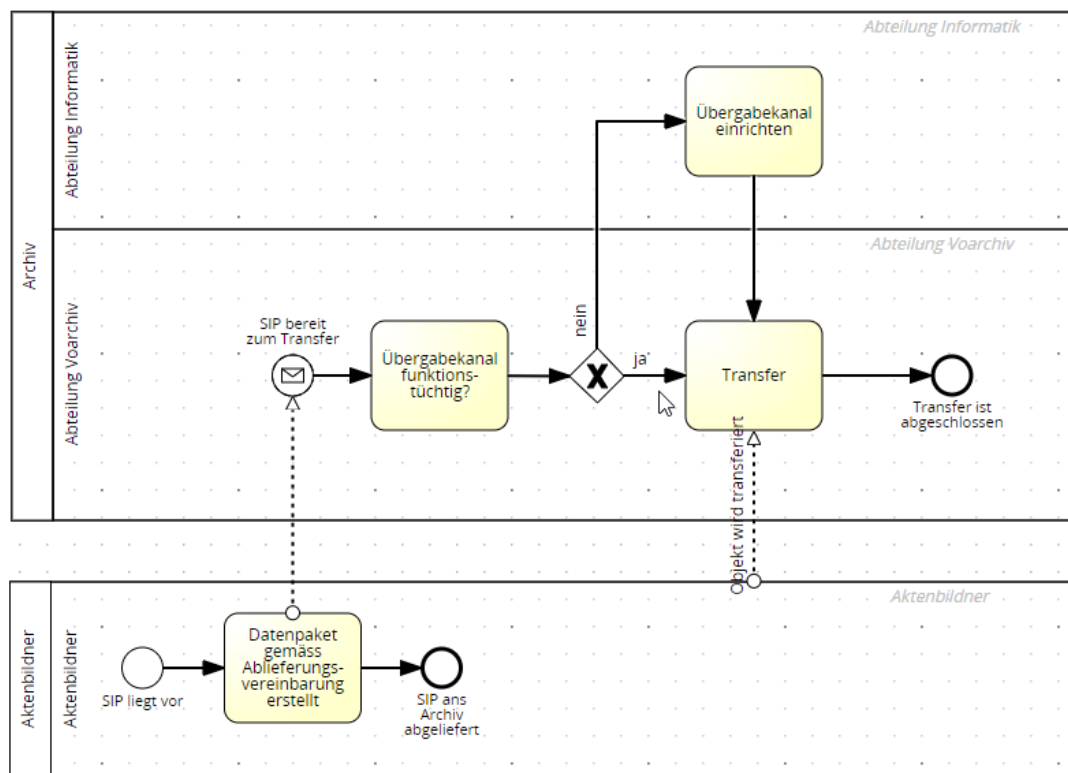 Archiv
Abteilung Informatik
Abteilung Informatik
Übergabekanal
einrichten
Abteilung Voarchiv
Abteilung Voarchiv
SIP bereit
zum Transfer
Übergabekanal
funktions-
tüchtig?
nein
ja
Transfer
Transfer ist
abgeschlossen
Objekt wird transferiert
Aktenbildner
Aktenbildner
Aktenbildner
SIP liegt vor
Datenpaket
gemäss
Ablieferungs-
vereinbarung
erstellt
SIP ans
Archiv
abgeliefert